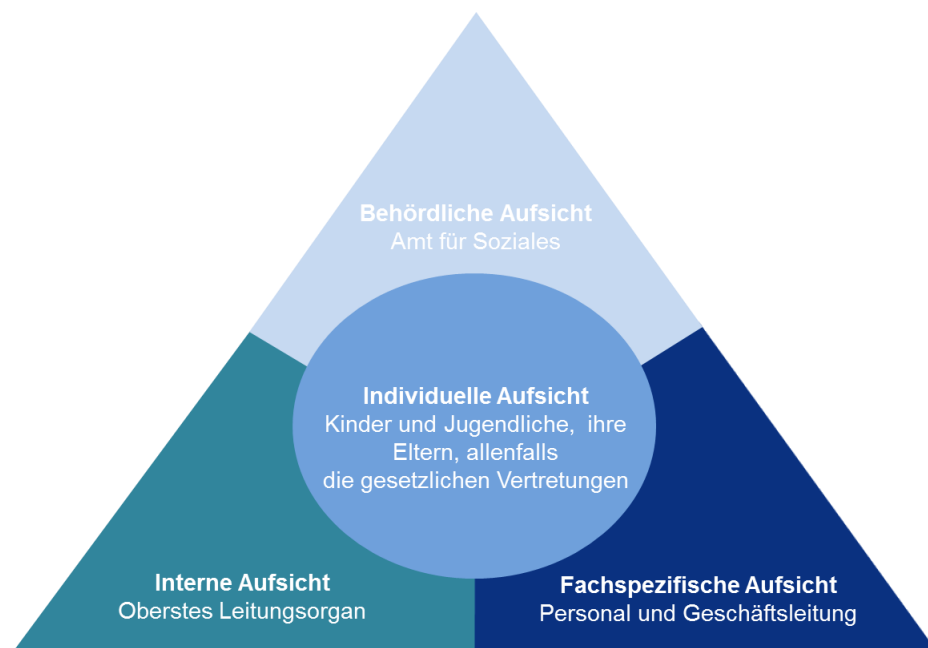 Behördliche Aufsicht
Amt für Soziales
Individuelle Aufsicht
Kinder und Jugendliche,  ihre
Eltern, allenfalls
die gesetzlichen Vertretungen
Interne Aufsicht
Oberstes Leitungsorgan
Fachspezifische Aufsicht
Personal und Geschäftsleitung